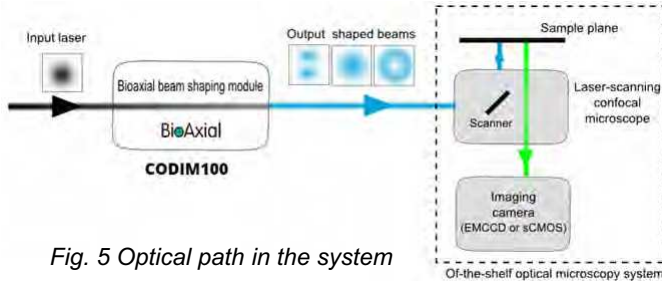 Input laser
Bioaxial beam shaping module
BioAxial
CODIM100
Output shaped beams
Sample plane
Laser-scanning
confocal
microscope
Scanner
Imaging
camera
(EMCCD or sCMOS)
Of-the-shelf optical microscopy system
Fig. 5 Optical path in the system